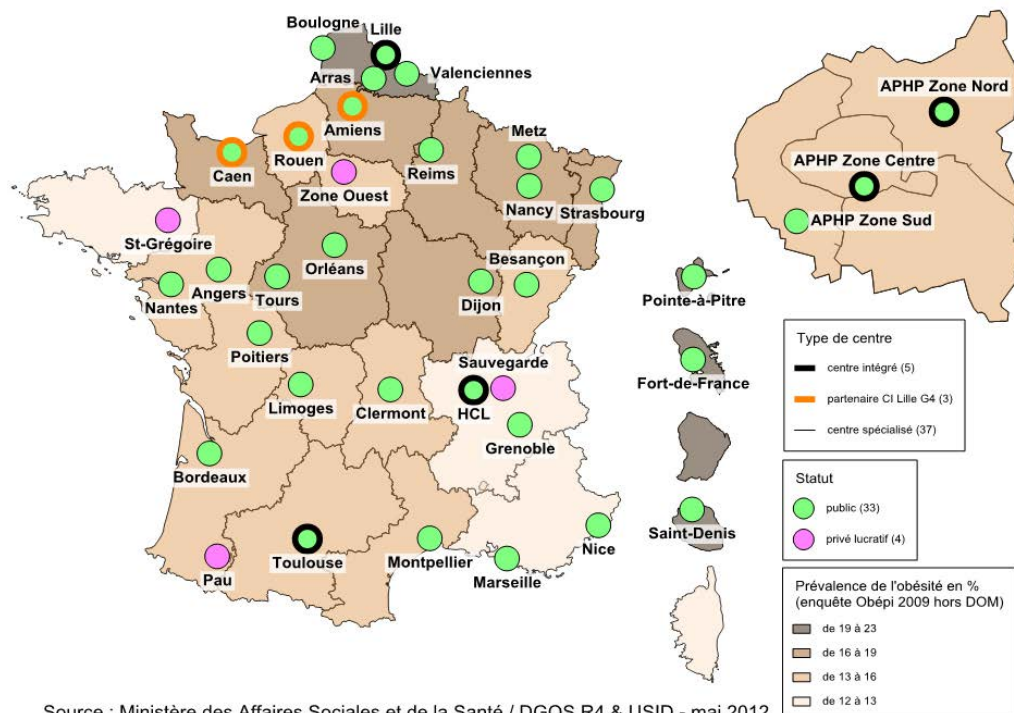 Boulogne
Lille
Arras
Valenciennes
Amiens
Rouen
Caen
Reims
Metz
Zone Ouest
Nancy
Strasbourg
St-Grégoire
Orléans
Besançon
Angers
Tours
Nantes
Dijon
Poitiers
Sauvegarde
Limoges
Clermont
HCL
Grenoble
Bordeaux
Toulouse
Montpellier
Nice
Pau
Marseille
Pointe-à-Pitre
Fort-de-France
Saint-Denis
APHP Zone Nord
APHP Zone Centre
APHP Zone Sud
Type de centre
centre intégré (5)
partenaire CI Lille G4 (3)
centre spécialisé (37)
Statut
public (33)
privé lucratif (4)
Prévalence de l'obésité en %
(enquête Obépi 2009 hors DOM)
de 19 à 23
de 16 à 19
de 13 à 16
de 12 à 13
Source : Ministère des Affaires Sociales et de la Santé / DGOS R4 & USID - mai 2012